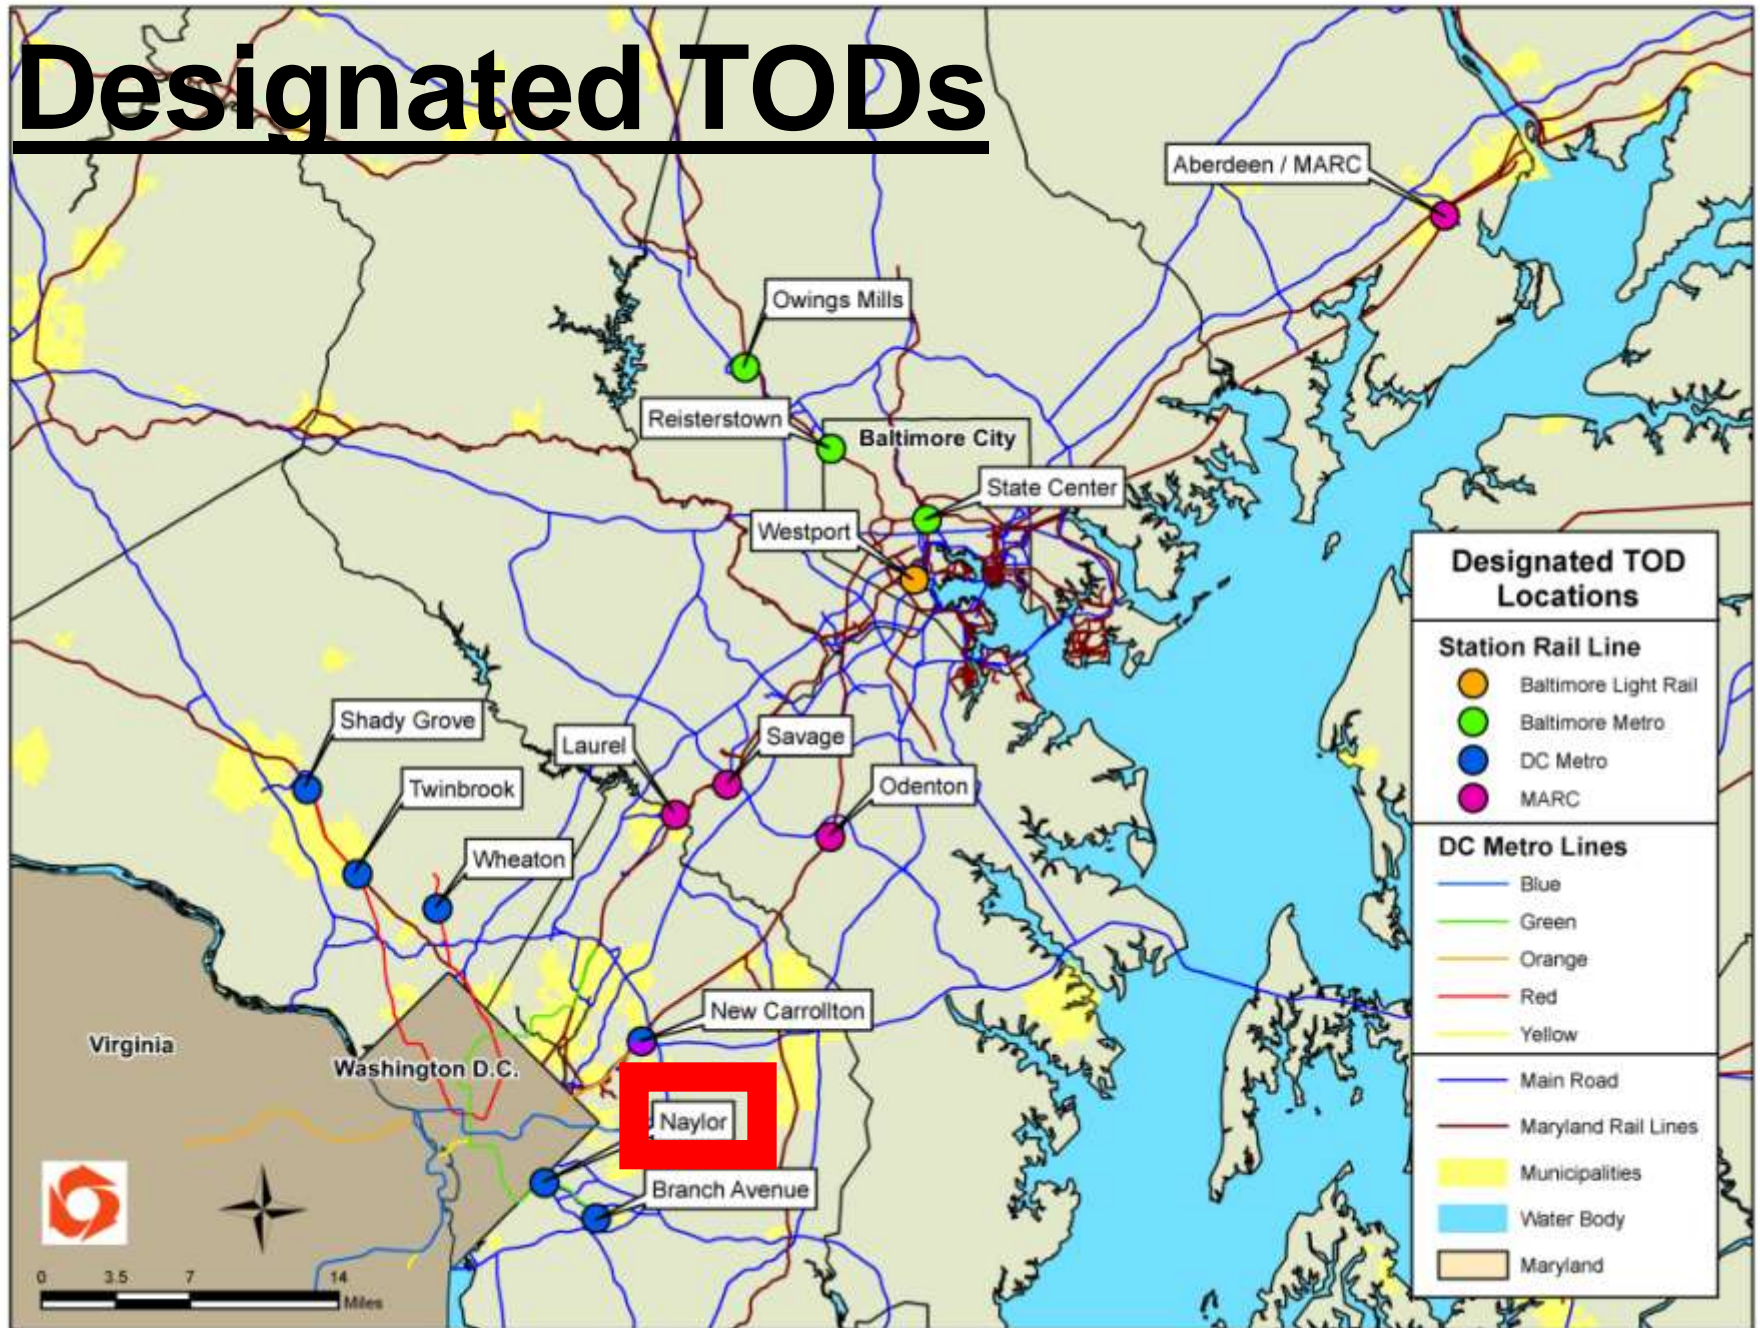 Designated TODs
Aberdeen / MARC
Owings Mills
Reisterstown
Baltimore City
State Center
Westport
Shady Grove
Laurel
Savage
Twinbrook
Odenton
Wheaton
New Carrollton
Virginia
Washington D.C.
Naylor
Branch Avenue
0 3.5 7 14
Miles
Designated TOD
Locations
Station Rail Line
Baltimore Light Rail
Baltimore Metro
DC Metro
MARC
DC Metro Lines
Blue
Green
Orange
Red
Yellow
Main Road
Maryland Rail Lines
Municipalities
Water Body
Maryland